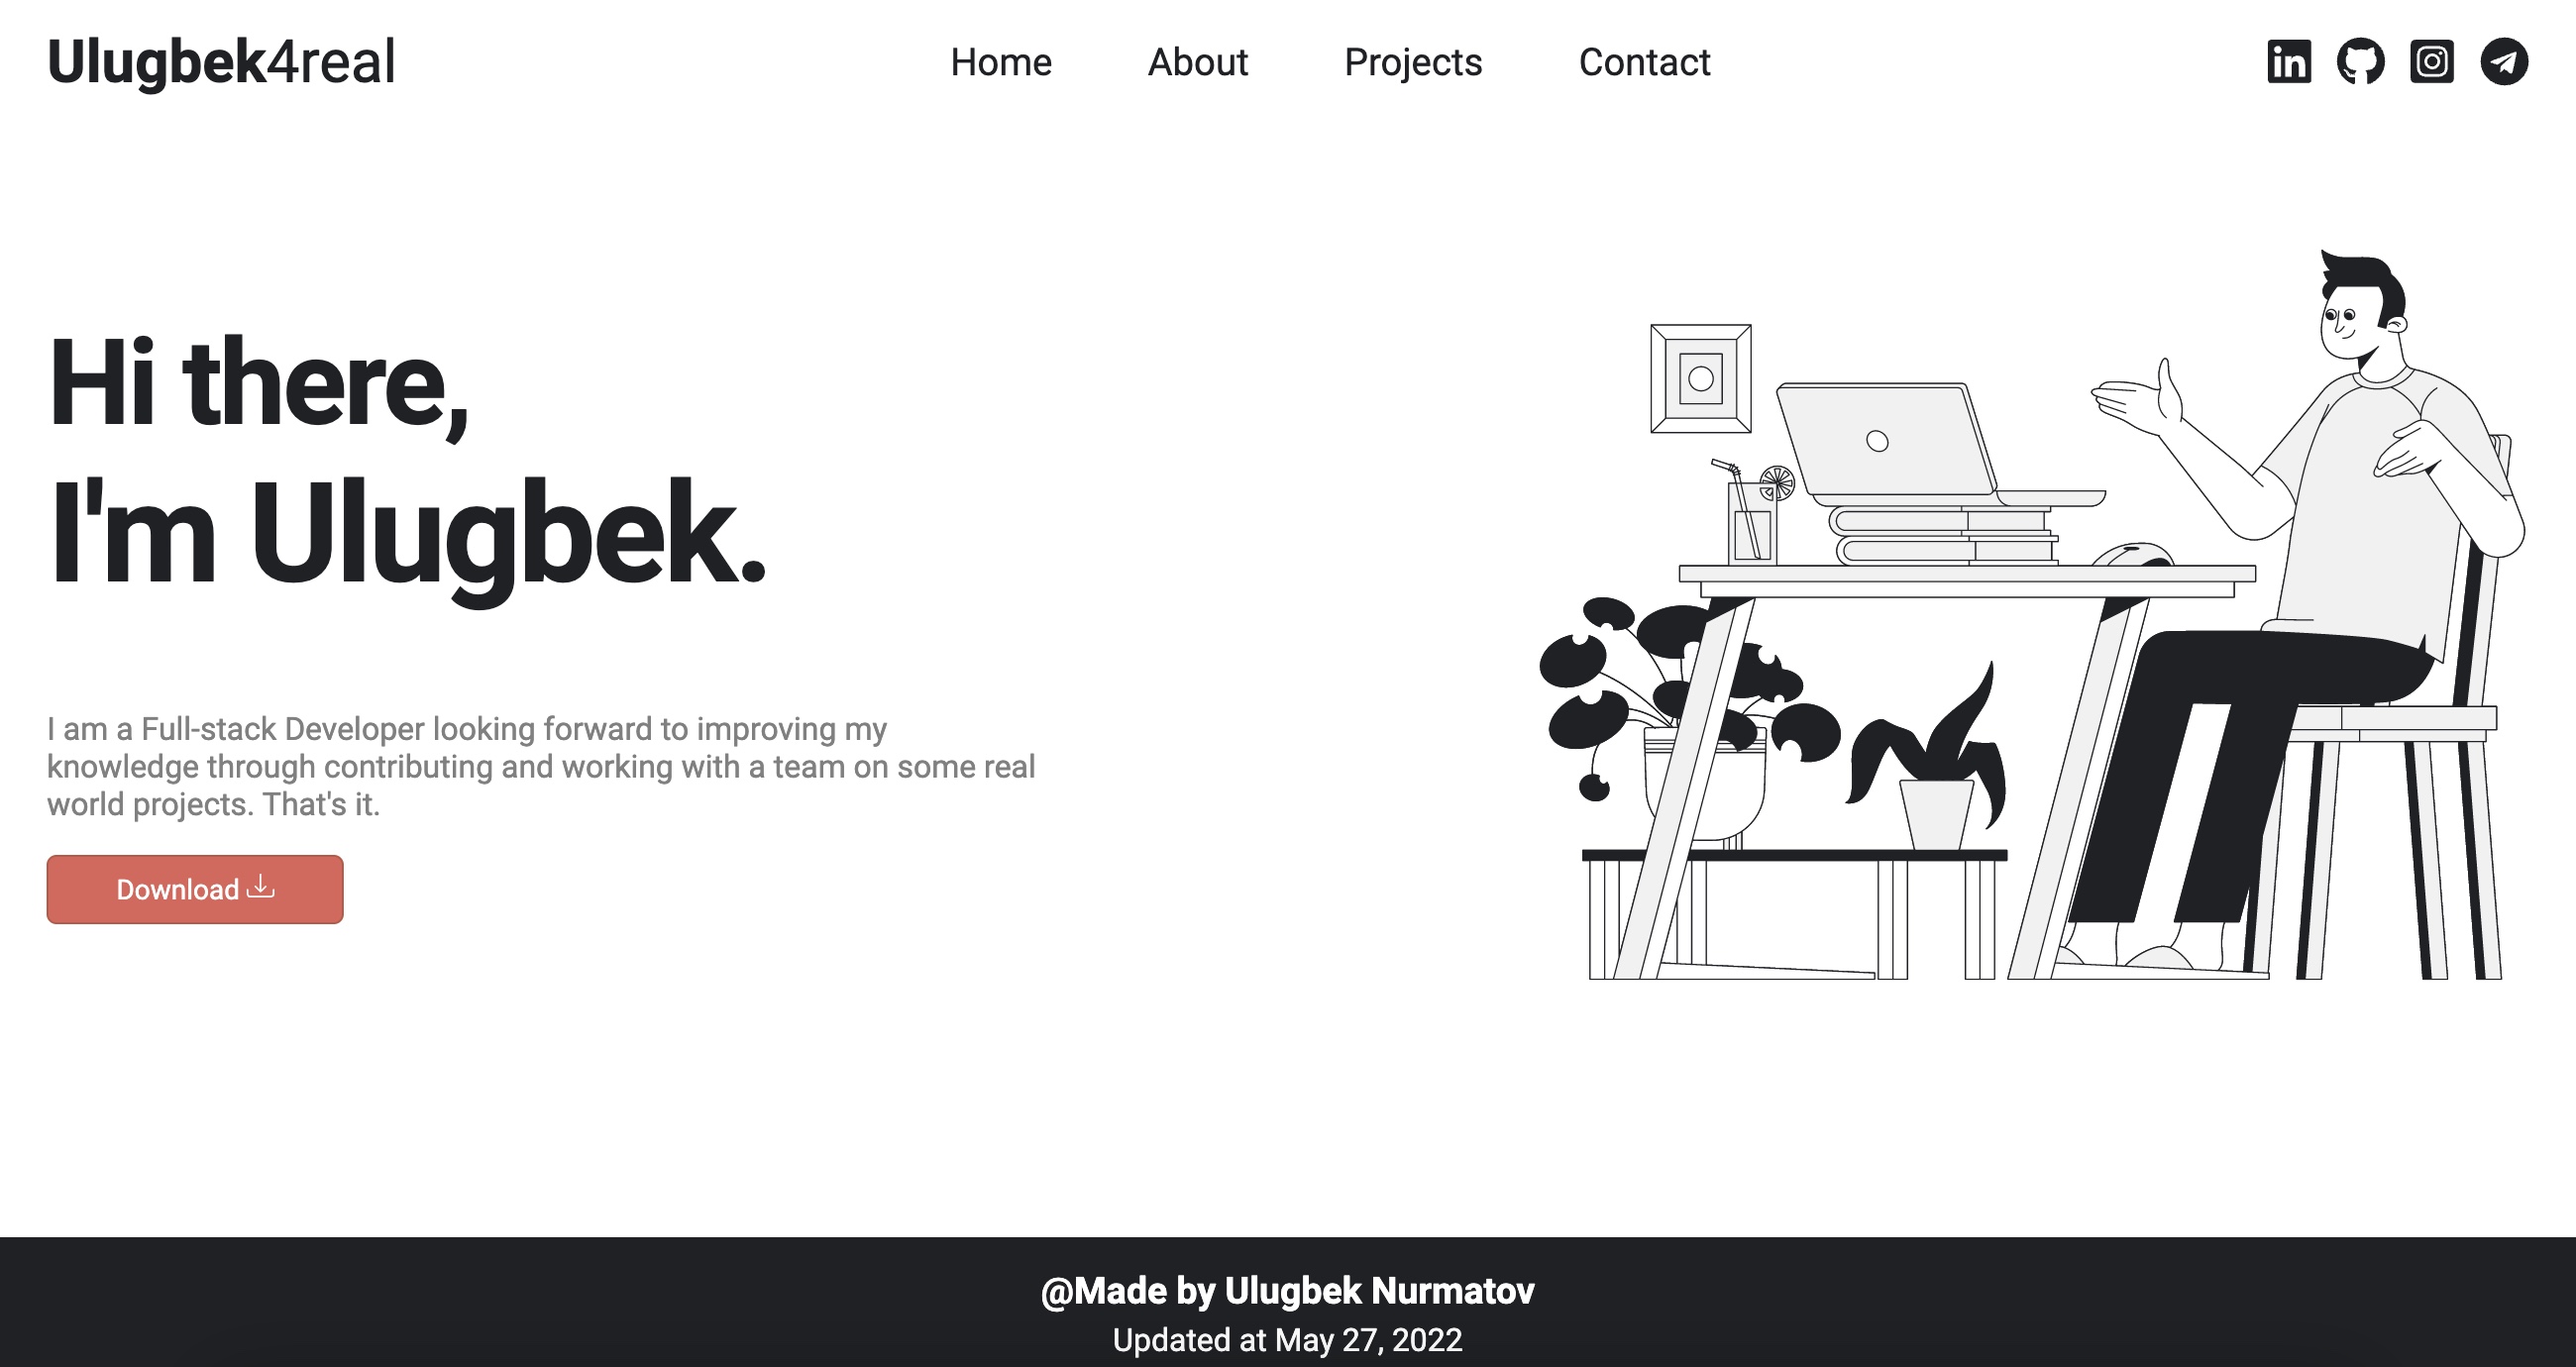 Ulugbek4real
Home About Projects Contact
Hi there,
I'm Ulugbek.
I am a Full-stack Developer looking forward to improving my
knowledge through contributing and working with a team on some real
world projects. That's it.
Download
@Made by Ulugbek Nurmatov
Updated at May 27, 2022